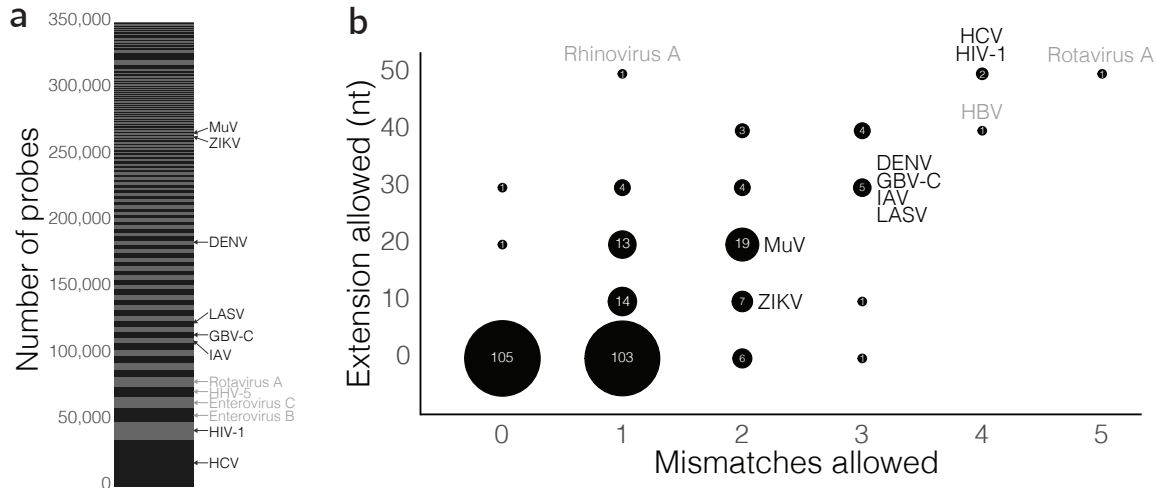 a
Number of probes
350,000
300,000
250,000
200,000
150,000
100,000
50,000
0
MuV
ZIKV
DENV
LASV
GBV-C
IAV
Rotavirus A
HHV-5
Enterovirus C
Enterovirus B
HIV-1
HCV
b
Extension allowed (nt)
50
40
30
20
10
0
Rhinovirus A
1
HCV
HIV-1
2
Rotavirus A
1
3
4
HBV
1
1
4
4
5
DENV
GBV-C
IAV
LASV
1
13
19
MuV
14
7
ZIKV
1
105
103
6
1
0
1
2
3
4
5
Mismatches allowed